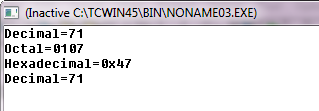 (Inactive C:\TCWIN45\BIN\NONAME03.EXE)
Decimal=71
Octal=0107
Hexadecimal=0x47
Decimal=71